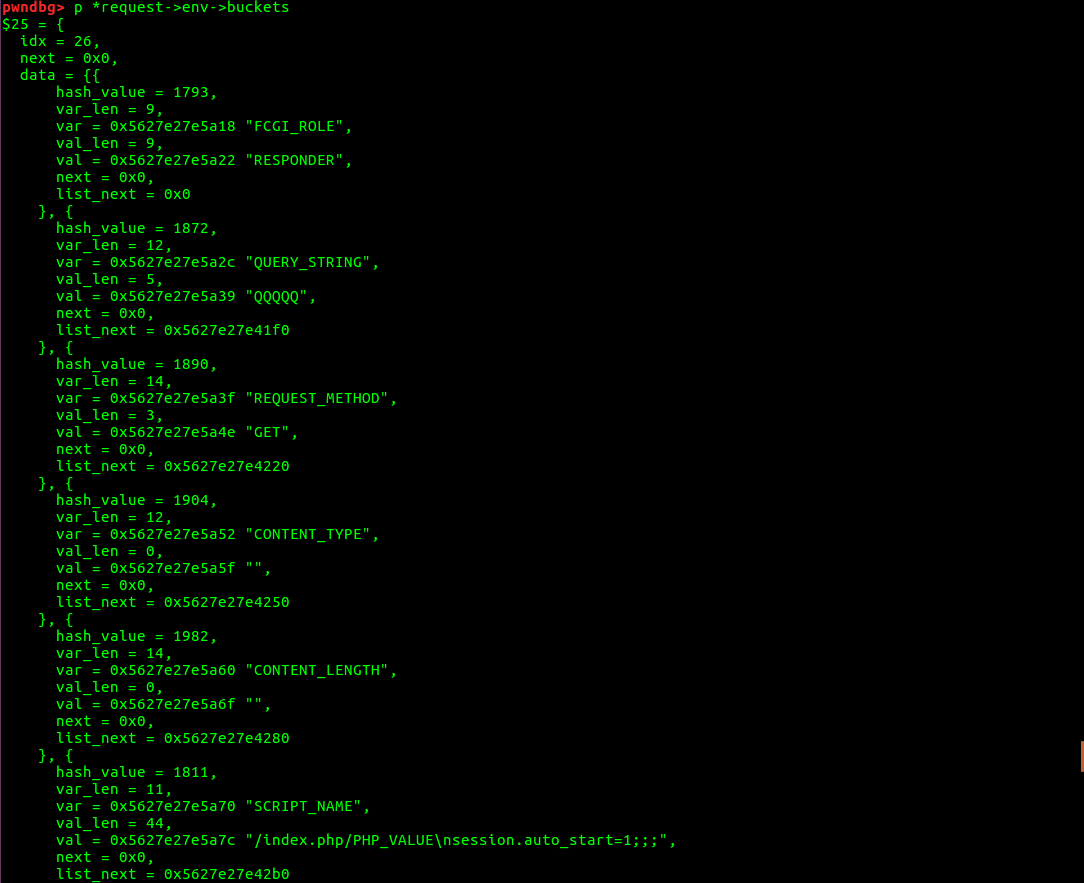 pwndbg> p *request->env->buckets
$25 = {
  idx = 26,
  next = 0x0,
  data = {{
      hash_value = 1793,
      var_len = 9,
      var = 0x5627e27e5a18 "FCGI_ROLE",
      val_len = 9,
      val = 0x5627e27e5a22 "RESPONDER",
      next = 0x0,
      list_next = 0x0
    }, {
      hash_value = 1872,
      var_len = 12,
      var = 0x5627e27e5a2c "QUERY_STRING",
      val_len = 5,
      val = 0x5627e27e5a39 "QQQQQ",
      next = 0x0,
      list_next = 0x5627e27e41f0
    }, {
      hash_value = 1890,
      var_len = 14,
      var = 0x5627e27e5a3f "REQUEST_METHOD",
      val_len = 3,
      val = 0x5627e27e5a4e "GET",
      next = 0x0,
      list_next = 0x5627e27e4220
    }, {
      hash_value = 1904,
      var_len = 12,
      var = 0x5627e27e5a52 "CONTENT_TYPE",
      val_len = 0,
      val = 0x5627e27e5a5f "",
      next = 0x0,
      list_next = 0x5627e27e4250
    }, {
      hash_value = 1982,
      var_len = 14,
      var = 0x5627e27e5a60 "CONTENT_LENGTH",
      val_len = 0,
      val = 0x5627e27e5a6f "",
      next = 0x0,
      list_next = 0x5627e27e4280
    }, {
      hash_value = 1811,
      var_len = 11,
      var = 0x5627e27e5a70 "SCRIPT_NAME",
      val_len = 44,
      val = 0x5627e27e5a7c "/index.php/PHP_VALUE\nsession.auto_start=1;;;",
      next = 0x0,
      list_next = 0x5627e27e42b0